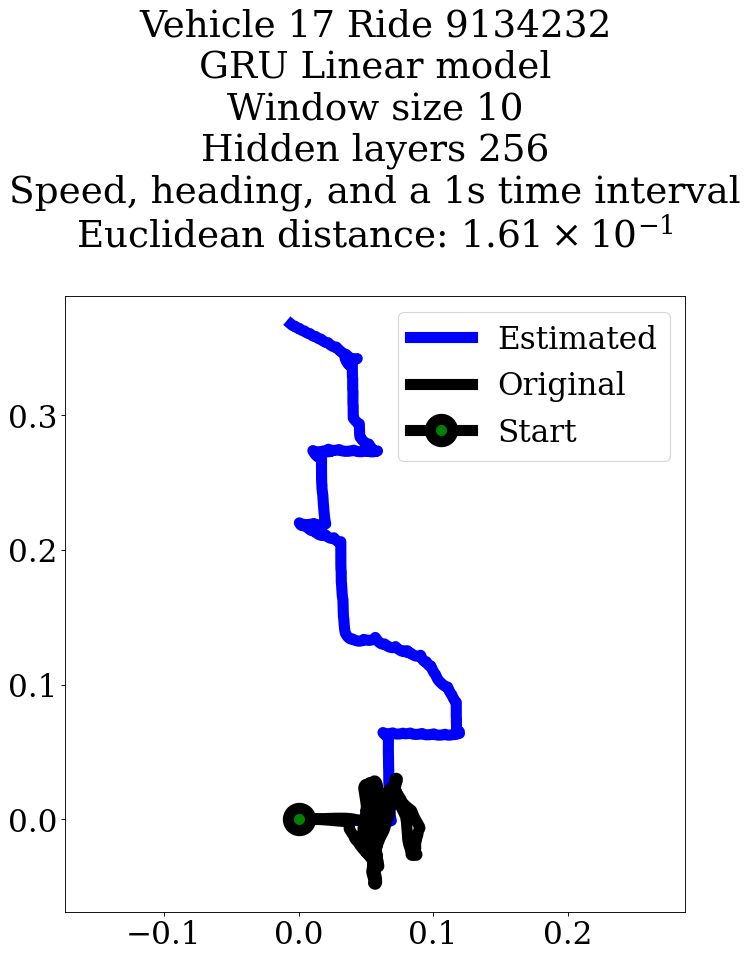 Vehicle 17 Ride 9134232
GRU Linear model
Window size 10
Hidden layers 256
Speed, heading, and a 1s time interval
Euclidean distance: 1.61 × 10⁻¹
Estimated
Original
Start
0.3
0.2
0.1
0.0
−0.1 0.0 0.1 0.2